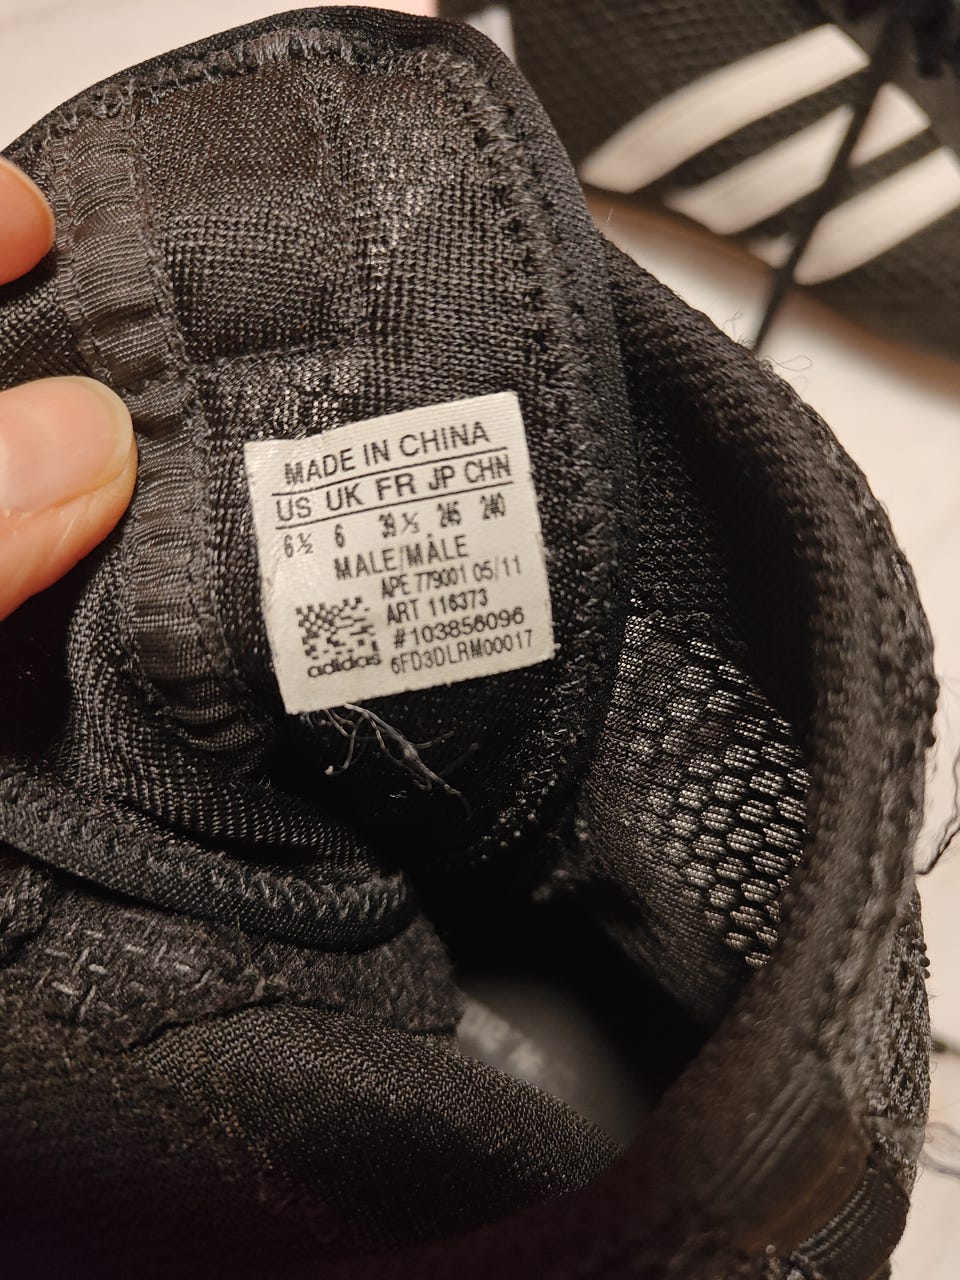 MADE IN CHINA
US UK FR JP CHN
6½ 6 39⅓ 245 240
MALE/MÂLE
APE 779001 05/11
ART 116373
#103856096
adidas 6FD3DLRM00017